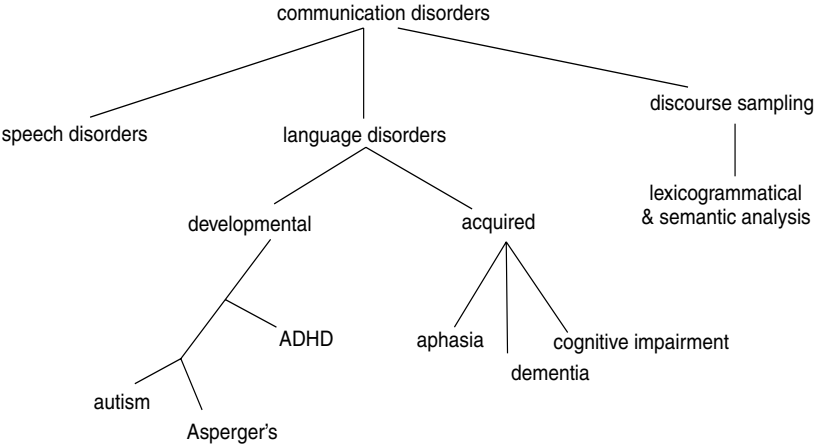 communication disorders
discourse sampling
speech disorders
language disorders
lexicogrammatical
& semantic analysis
developmental
acquired
ADHD
aphasia
cognitive impairment
dementia
autism
Asperger's